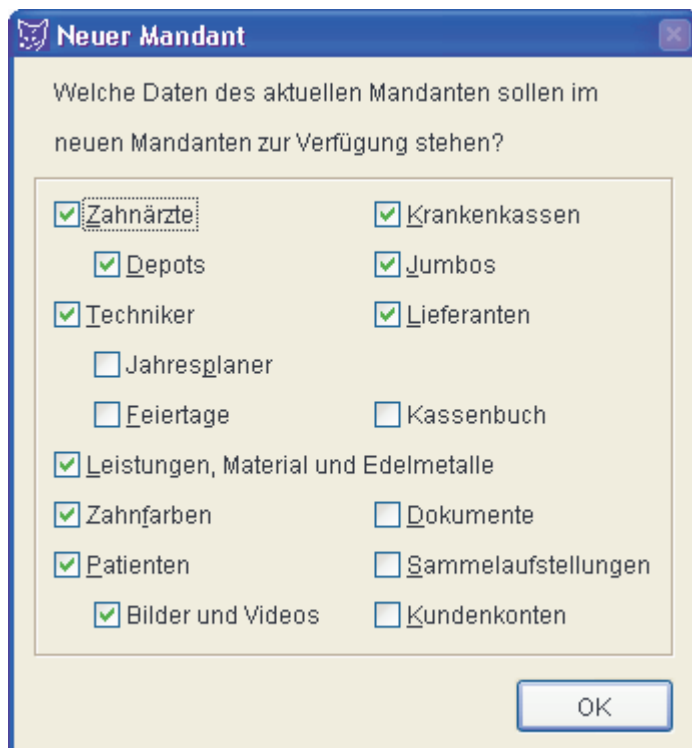 Neuer Mandant
Welche Daten des aktuellen Mandanten sollen im
neuen Mandanten zur Verfügung stehen?
Zahnärzte Krankenkassen
Depots Jumbos
Techniker Lieferanten
Jahresplaner
Feiertage Kassenbuch
Leistungen, Material und Edelmetalle
Zahnfarben Dokumente
Patienten Sammelaufstellungen
Bilder und Videos Kundenkonten
OK